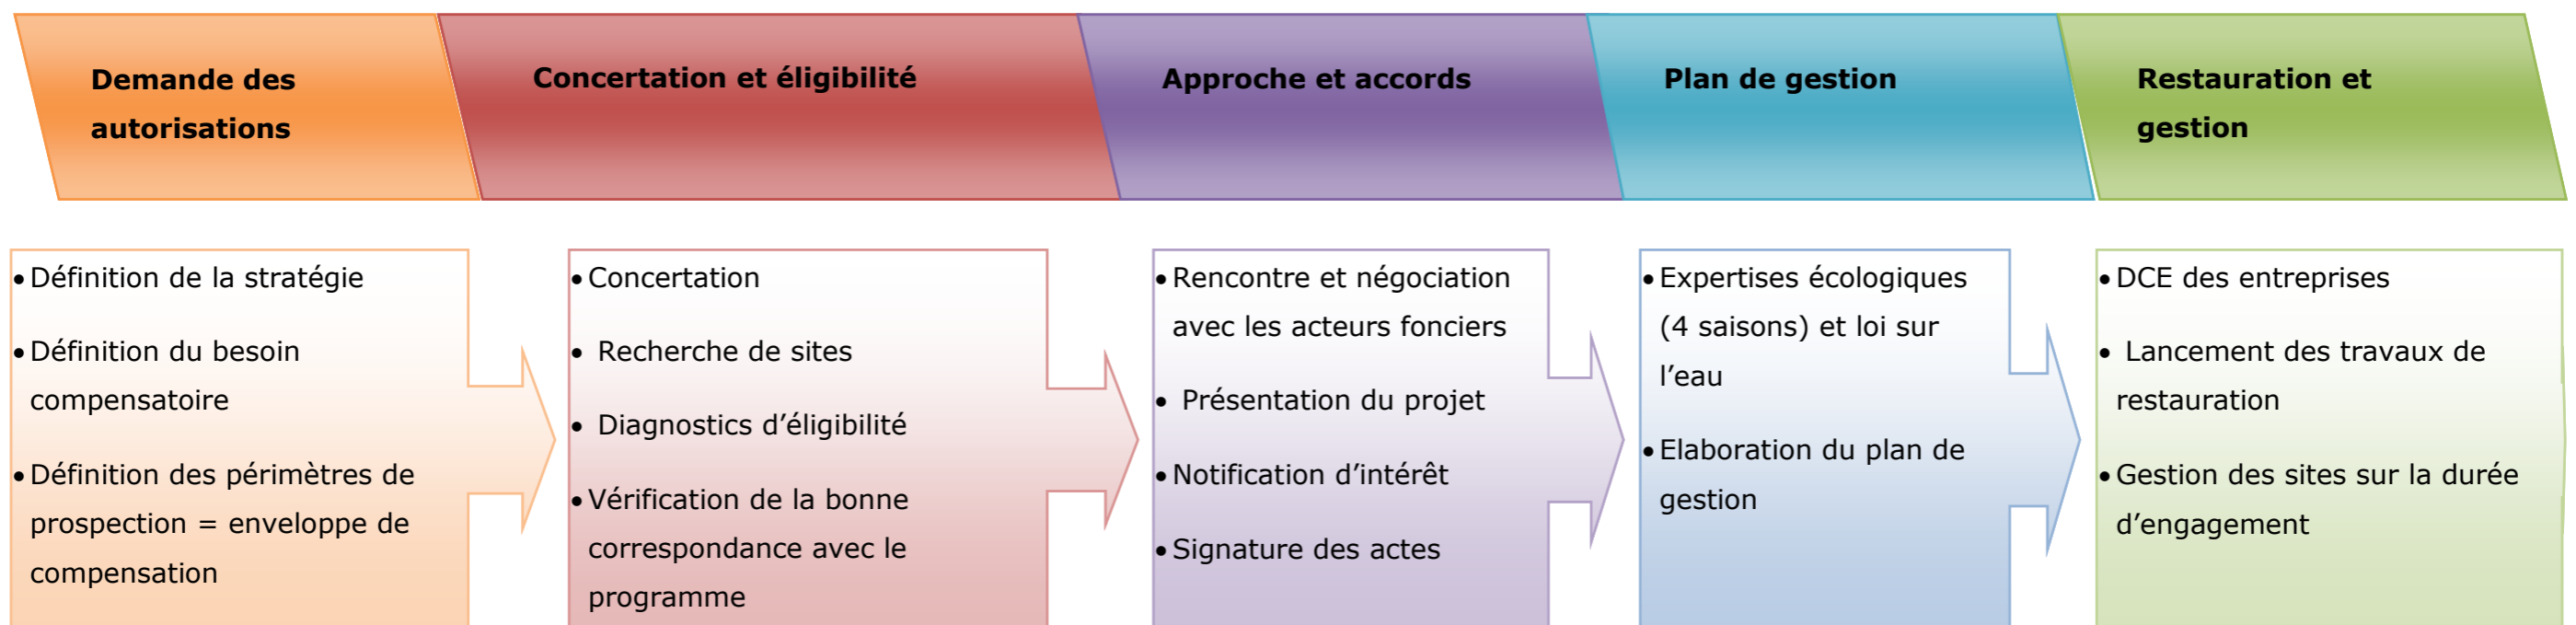 Demande des
autorisations
Concertation et éligibilité
Approche et accords
Plan de gestion
Restauration et
gestion
• Définition de la stratégie
• Définition du besoin
compensatoire
• Définition des périmètres de
prospection = enveloppe de
compensation
• Concertation
• Recherche de sites
• Diagnostics d’éligibilité
• Vérification de la bonne
correspondance avec le
programme
• Rencontre et négociation
avec les acteurs fonciers
• Présentation du projet
• Notification d’intérêt
• Signature des actes
• Expertises écologiques
(4 saisons) et loi sur
l’eau
• Elaboration du plan de
gestion
• DCE des entreprises
• Lancement des travaux de
restauration
• Gestion des sites sur la durée
d’engagement